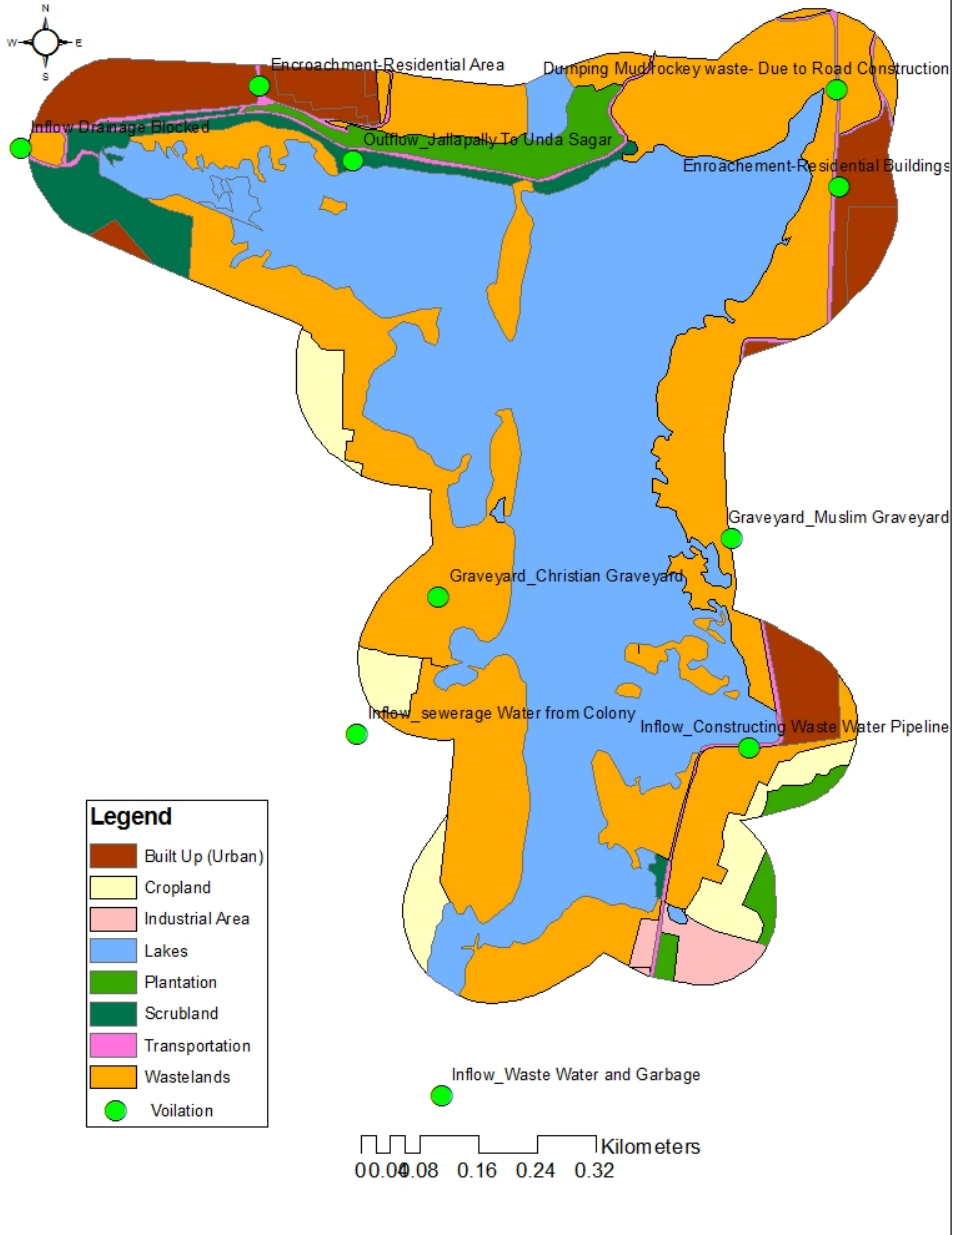 N
W E
S
Encroachment-Residential Area
Dumping Mud/rockey waste- Due to Road Construction
Inflow Drainage Blocked
Outflow_Jallapally To Unda Sagar
Enroachement-Residential Buildings
Graveyard_Muslim Graveyard
Graveyard_Christian Graveyard
Inflow_sewerage Water from Colony
Inflow_Constructing Waste Water Pipeline
Legend
Built Up (Urban)
Cropland
Industrial Area
Lakes
Plantation
Scrubland
Transportation
Wastelands
Voilation
Inflow_Waste Water and Garbage
Kilometers
0 0.04 0.08 0.16 0.24 0.32